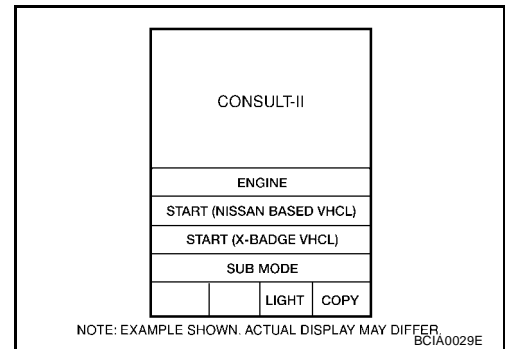 CONSULT-II
ENGINE
START (NISSAN BASED VHCL)
START (X-BADGE VHCL)
SUB MODE
LIGHT COPY
NOTE: EXAMPLE SHOWN. ACTUAL DISPLAY MAY DIFFER.
BCIA0029E